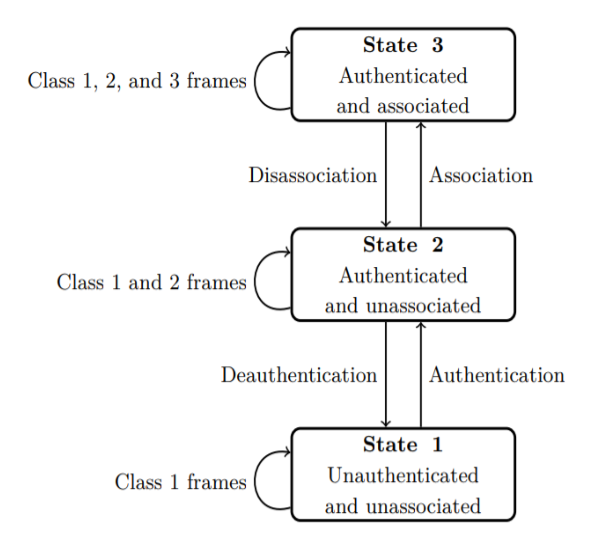 State 3
Class 1, 2, and 3 frames
Authenticated
and associated
Disassociation
Association
State 2
Class 1 and 2 frames
Authenticated
and unassociated
Deauthentication
Authentication
State 1
Class 1 frames
Unauthenticated
and unassociated